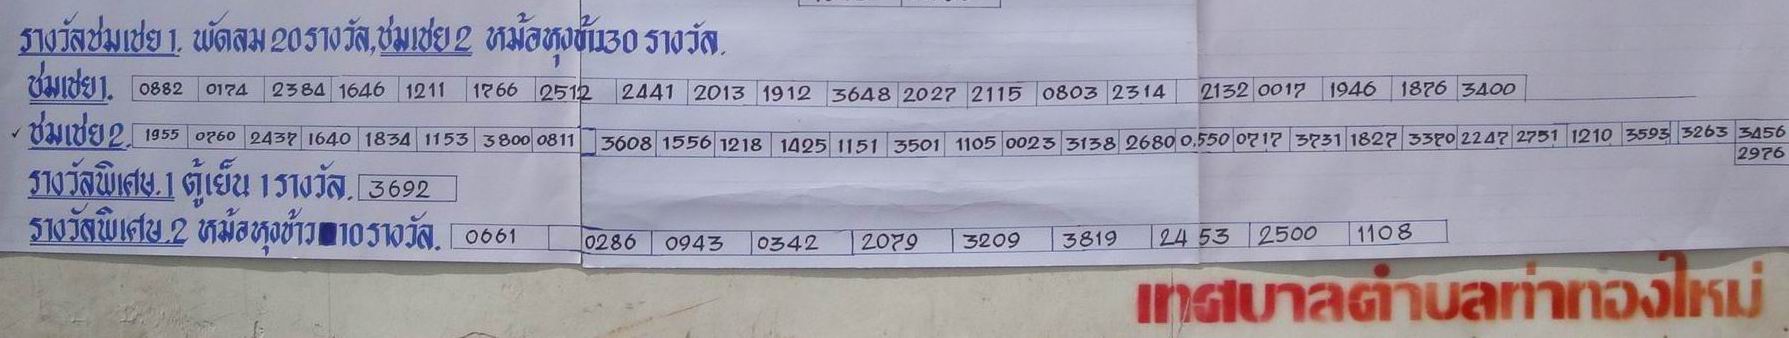 รางวัลชมเชย 1. พัดลม 20 รางวัล, ชมเชย 2 หม้อหุงข้าว 30 รางวัล.
ชมเชย 1. 0882 0174 2384 1646 1211 1766 2512 2441 2013 1912 3648 2027 2115 0803 2314 2132 0017 1946 1876 3400
✓ ชมเชย 2. 1955 0760 2437 1640 1834 1153 3800 0811 3608 1556 1218 1425 1151 3501 1105 0023 3138 2680 0550 0717 3731 1827 3370 2247 2751 1210 3593 3263 3456
2976
รางวัลพิเศษ.1 ตู้เย็น 1 รางวัล. 3692
รางวัลพิเศษ.2 หม้อหุงข้าว 10 รางวัล. 0661 0286 0943 0342 2079 3209 3819 2453 2500 1108
เทศบาลตำบลท่าทองใหม่